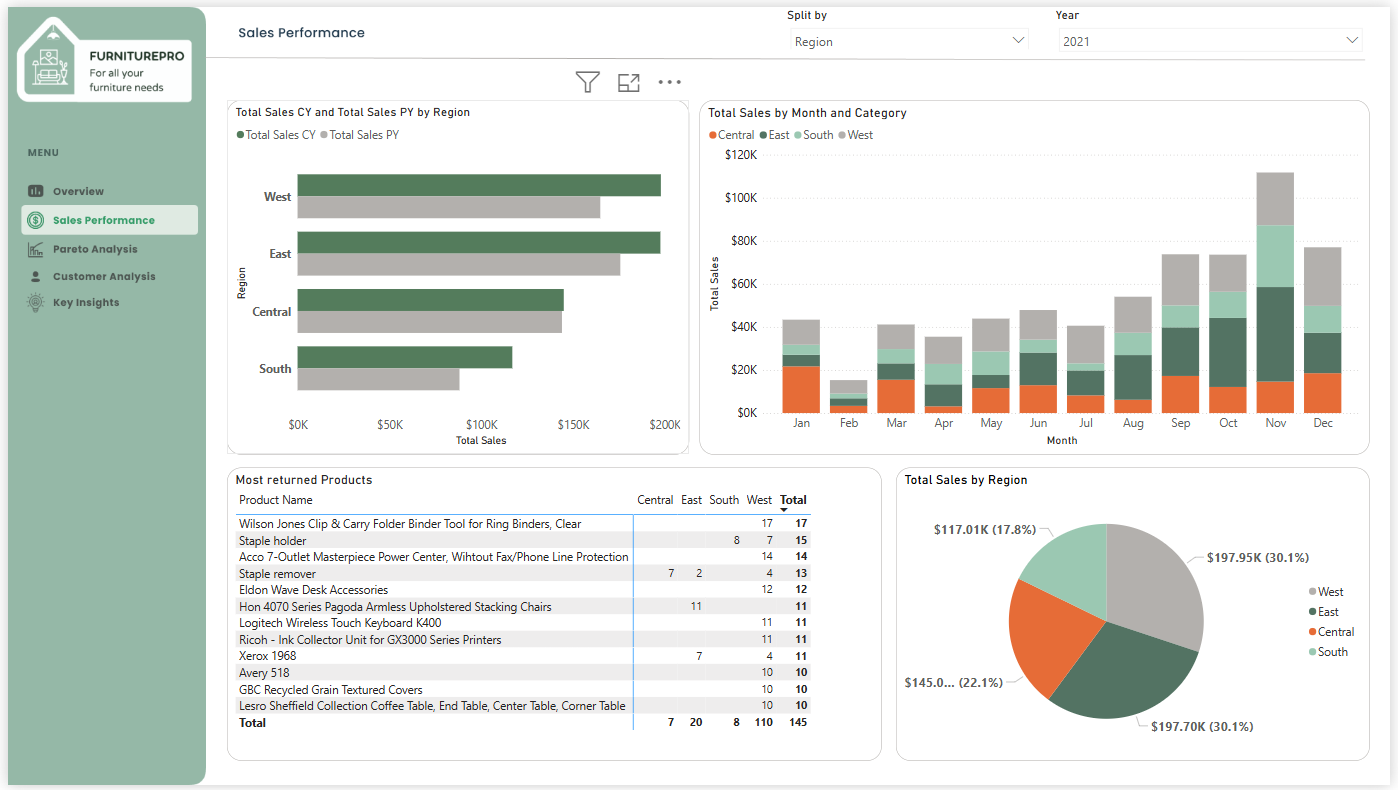 FURNITUREPRO
For all your
furniture needs
MENU
Overview
Sales Performance
Pareto Analysis
Customer Analysis
Key Insights
Sales Performance
Split by
Region
Year
2021
Total Sales CY and Total Sales PY by Region
Total Sales CY Total Sales PY
Region
West
East
Central
South
$0K $50K $100K $150K $200K
Total Sales
Total Sales by Month and Category
Central East South West
Total Sales
$120K
$100K
$80K
$60K
$40K
$20K
$0K
Jan Feb Mar Apr May Jun Jul Aug Sep Oct Nov Dec
Month
Most returned Products
Product Name Central East South West Total
Wilson Jones Clip & Carry Folder Binder Tool for Ring Binders, Clear 17 17
Staple holder 8 7 15
Acco 7-Outlet Masterpiece Power Center, Wihtout Fax/Phone Line Protection 14 14
Staple remover 7 2 4 13
Eldon Wave Desk Accessories 12 12
Hon 4070 Series Pagoda Armless Upholstered Stacking Chairs 11 11
Logitech Wireless Touch Keyboard K400 11 11
Ricoh - Ink Collector Unit for GX3000 Series Printers 11 11
Xerox 1968 7 4 11
Avery 518 10 10
GBC Recycled Grain Textured Covers 10 10
Lesro Sheffield Collection Coffee Table, End Table, Center Table, Corner Table 10 10
Total 7 20 8 110 145
Total Sales by Region
$117.01K (17.8%)
$197.95K (30.1%)
$145.0... (22.1%)
$197.70K (30.1%)
West
East
Central
South